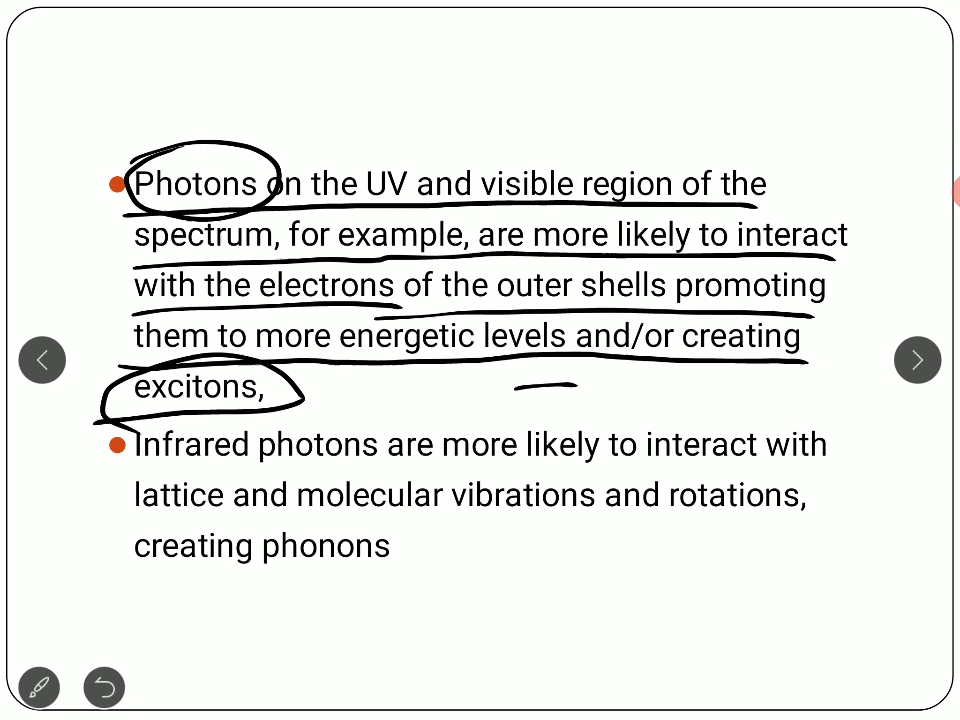 Photons on the UV and visible region of the
spectrum, for example, are more likely to interact
with the electrons of the outer shells promoting
them to more energetic levels and/or creating
excitons,
Infrared photons are more likely to interact with
lattice and molecular vibrations and rotations,
creating phonons